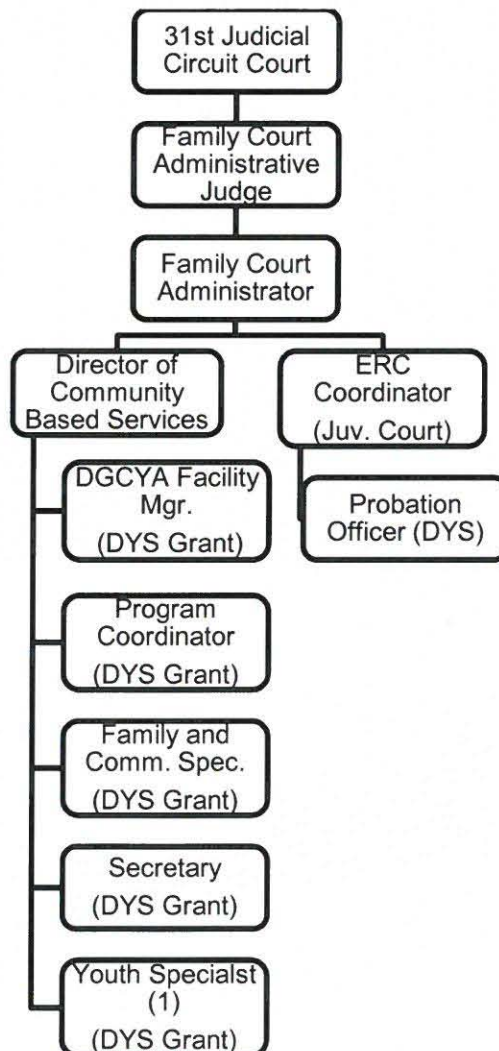 31st Judicial
Circuit Court
Family Court
Administrative
Judge
Family Court
Administrator
Director of
Community
Based Services
ERC
Coordinator
(Juv. Court)
DGCYA Facility
Mgr.
(DYS Grant)
Probation
Officer (DYS)
Program
Coordinator
(DYS Grant)
Family and
Comm. Spec.
(DYS Grant)
Secretary
(DYS Grant)
Youth Specialst
(1)
(DYS Grant)